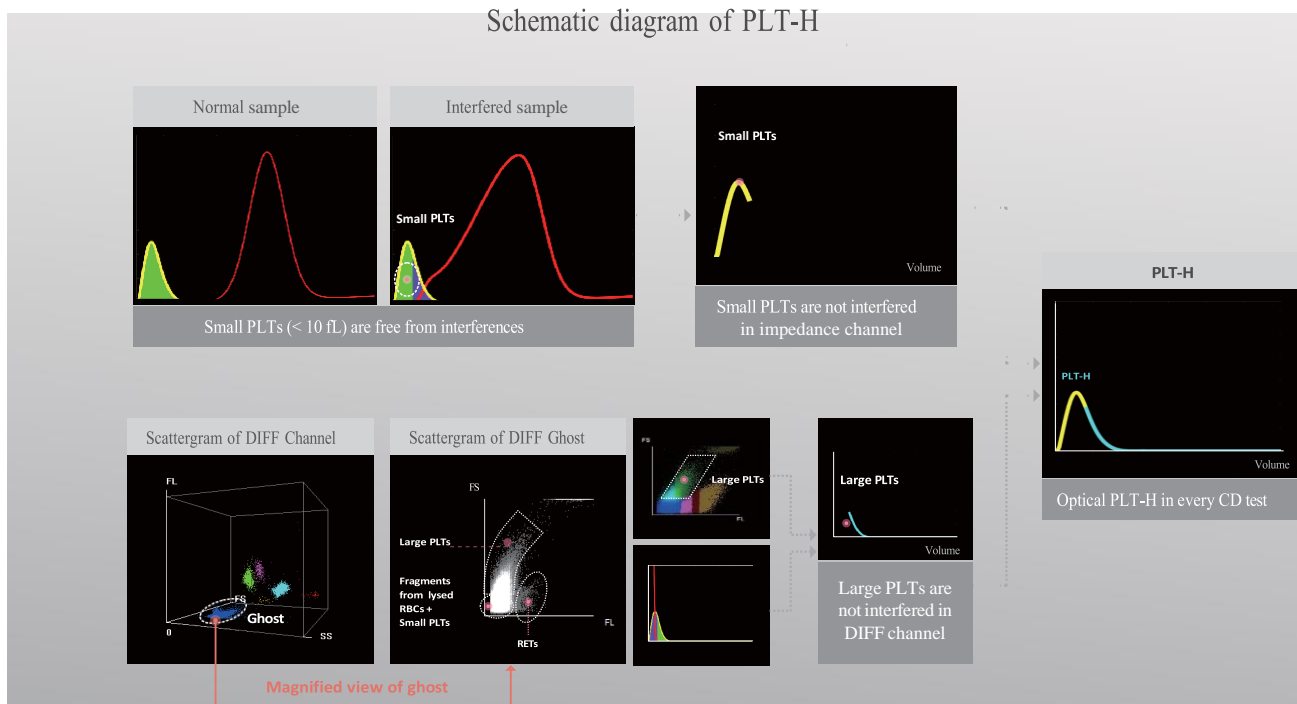 Schematic diagram of PLT-H
Normal sample
Interfered sample
Small PLTs
Small PLTs (< 10 fL) are free from interferences
Small PLTs
Volume
Small PLTs are not interfered
in impedance channel
PLT-H
PLT-H
Volume
Optical PLT-H in every CD test
Scattergram of DIFF Channel
FL
FS
Ghost
0
SS
Scattergram of DIFF Ghost
FS
Large PLTs
Fragments
from lysed
RBCs +
Small PLTs
FL
RETs
FS
Large PLTs
FL
Large PLTs
Volume
Large PLTs are
not interfered in
DIFF channel
Magnified view of ghost